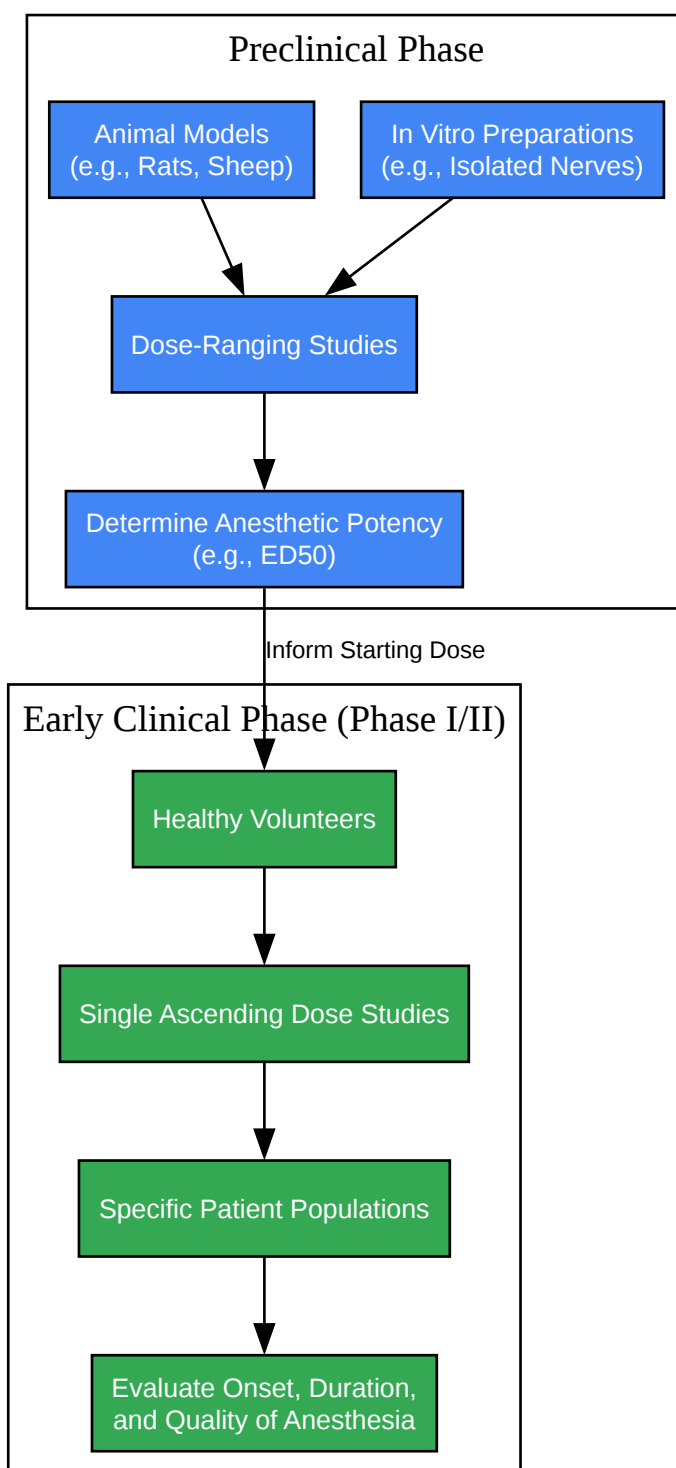 Preclinical Phase
Animal Models
(e.g., Rats, Sheep)
In Vitro Preparations
(e.g., Isolated Nerves)
Dose-Ranging Studies
Determine Anesthetic Potency
(e.g., ED50)
Inform Starting Dose
Early Clinical Phase (Phase I/II)
Healthy Volunteers
Single Ascending Dose Studies
Specific Patient Populations
Evaluate Onset, Duration,
and Quality of Anesthesia